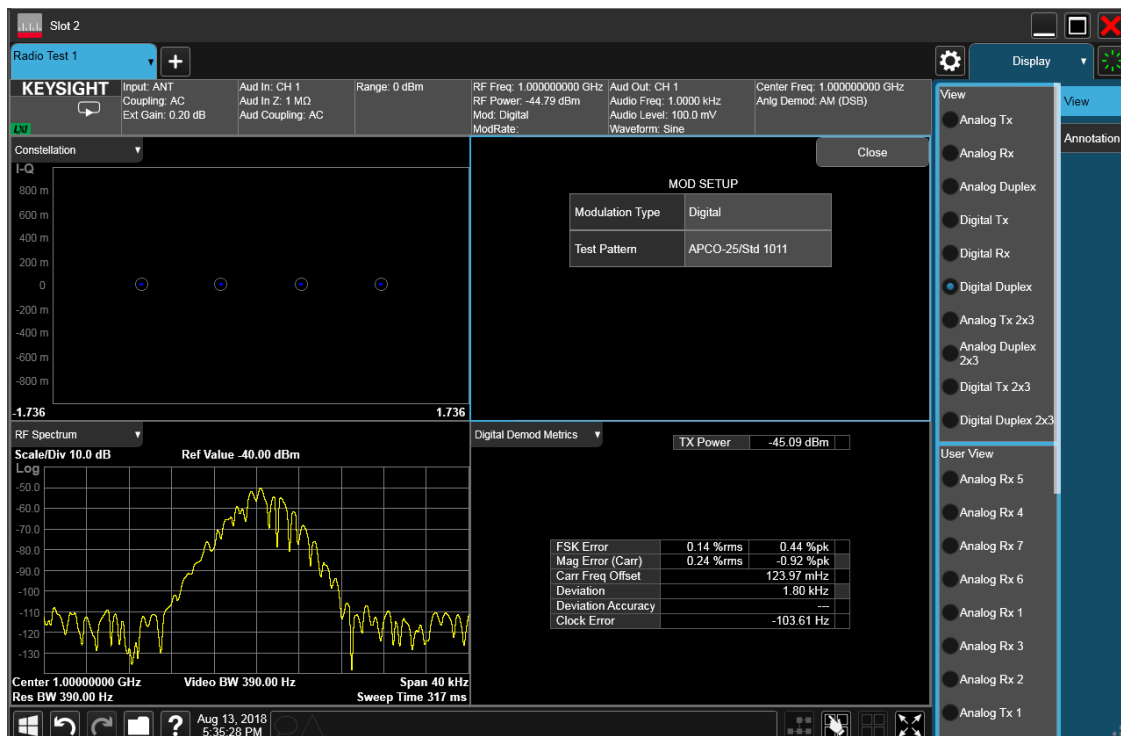 Slot 2
Radio Test 1
+
Display
KEYSIGHT
LXI
Input: ANT
Coupling: AC
Ext Gain: 0.20 dB
Aud In: CH 1
Aud In Z: 1 MΩ
Aud Coupling: AC
Range: 0 dBm
RF Freq: 1.000000000 GHz
RF Power: -44.79 dBm
Mod: Digital
ModRate:
Aud Out: CH 1
Audio Freq: 1.0000 kHz
Audio Level: 100.0 mV
Waveform: Sine
Center Freq: 1.000000000 GHz
Anlg Demod: AM (DSB)
Constellation
I-Q
800 m
600 m
400 m
200 m
0
-200 m
-400 m
-600 m
-800 m
-1.736 1.736
Close
MOD SETUP
Modulation Type Digital
Test Pattern APCO-25/Std 1011
RF Spectrum
Scale/Div 10.0 dB Ref Value -40.00 dBm
Log
-50.0
-60.0
-70.0
-80.0
-90.0
-100
-110
-120
-130
Center 1.00000000 GHz Video BW 390.00 Hz Span 40 kHz
Res BW 390.00 Hz Sweep Time 317 ms
Digital Demod Metrics
TX Power -45.09 dBm
FSK Error 0.14 %rms 0.44 %pk
Mag Error (Carr) 0.24 %rms -0.92 %pk
Carr Freq Offset 123.97 mHz
Deviation 1.80 kHz
Deviation Accuracy ---
Clock Error -103.61 Hz
View
Analog Tx
Analog Rx
Analog Duplex
Digital Tx
Digital Rx
Digital Duplex
Analog Tx 2x3
Analog Duplex
2x3
Digital Tx 2x3
Digital Duplex 2x3
User View
Analog Rx 5
Analog Rx 4
Analog Rx 7
Analog Rx 6
Analog Rx 1
Analog Rx 3
Analog Rx 2
Analog Tx 1
View
Annotation
?
Aug 13, 2018
5:35:28 PM